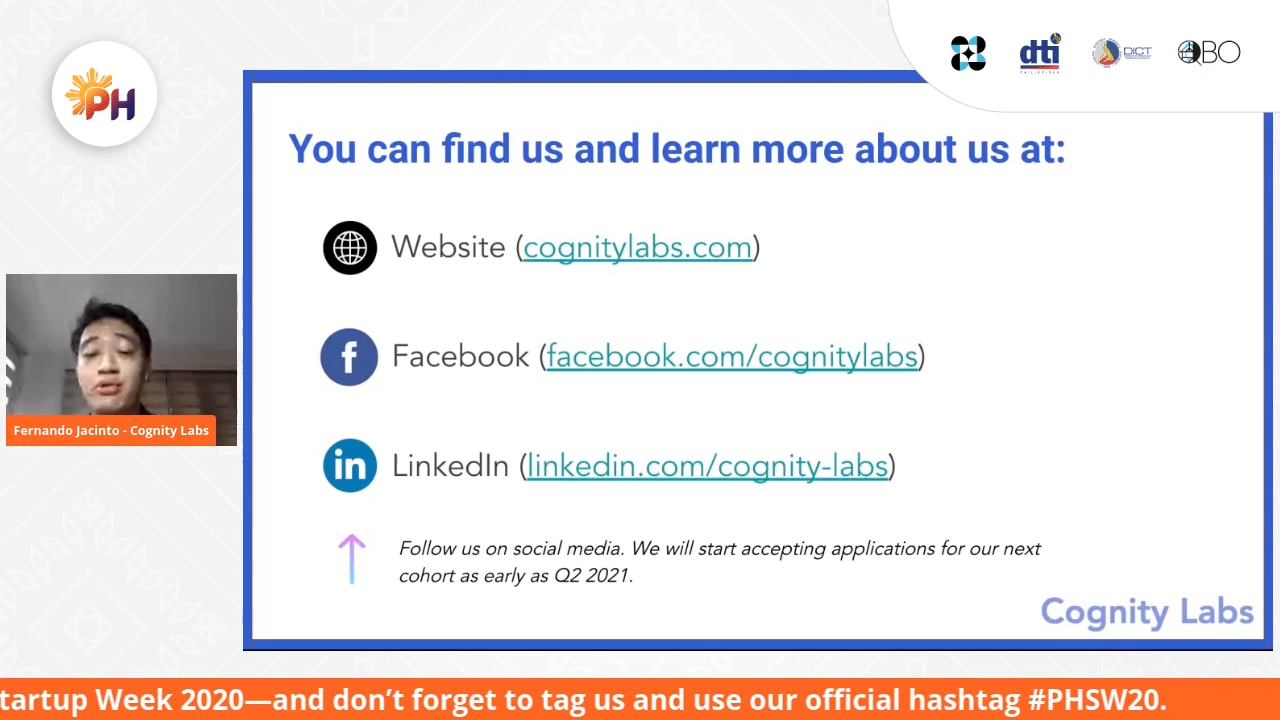 PH
dti
PHILIPPINES
DICT
QBO
You can find us and learn more about us at:
Website (cognitylabs.com)
Facebook (facebook.com/cognitylabs)
LinkedIn (linkedin.com/cognity-labs)
Follow us on social media. We will start accepting applications for our next
cohort as early as Q2 2021.
Cognity Labs
Fernando Jacinto - Cognity Labs
tartup Week 2020—and don’t forget to tag us and use our official hashtag #PHSW20.